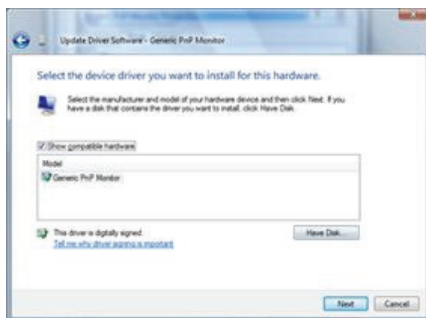 Update Driver Software - Generic PnP Monitor
Select the device driver you want to install for this hardware.
Select the manufacturer and model of your hardware device and then click Next. If you
have a disk that contains the driver you want to install, click Have Disk.
Show compatible hardware
Model
Generic PnP Monitor
This driver is digitally signed.
Have Disk...
Tell me why driver signing is important
Next
Cancel